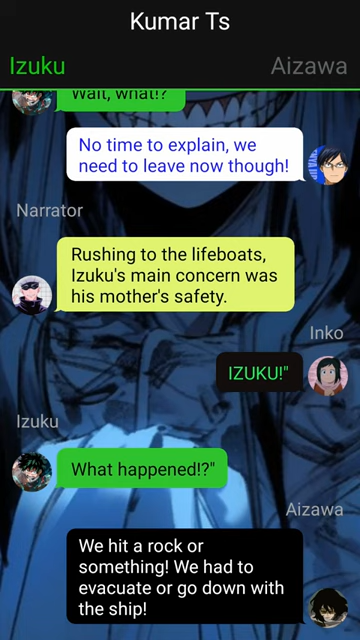 Kumar Ts
Izuku
Aizawa
Wait, what!?
No time to explain, we
need to leave now though!
Narrator
Rushing to the lifeboats,
Izuku's main concern was
his mother's safety.
Inko
IZUKU!"
Izuku
What happened!?"
Aizawa
We hit a rock or
something! We had to
evacuate or go down with
the ship!